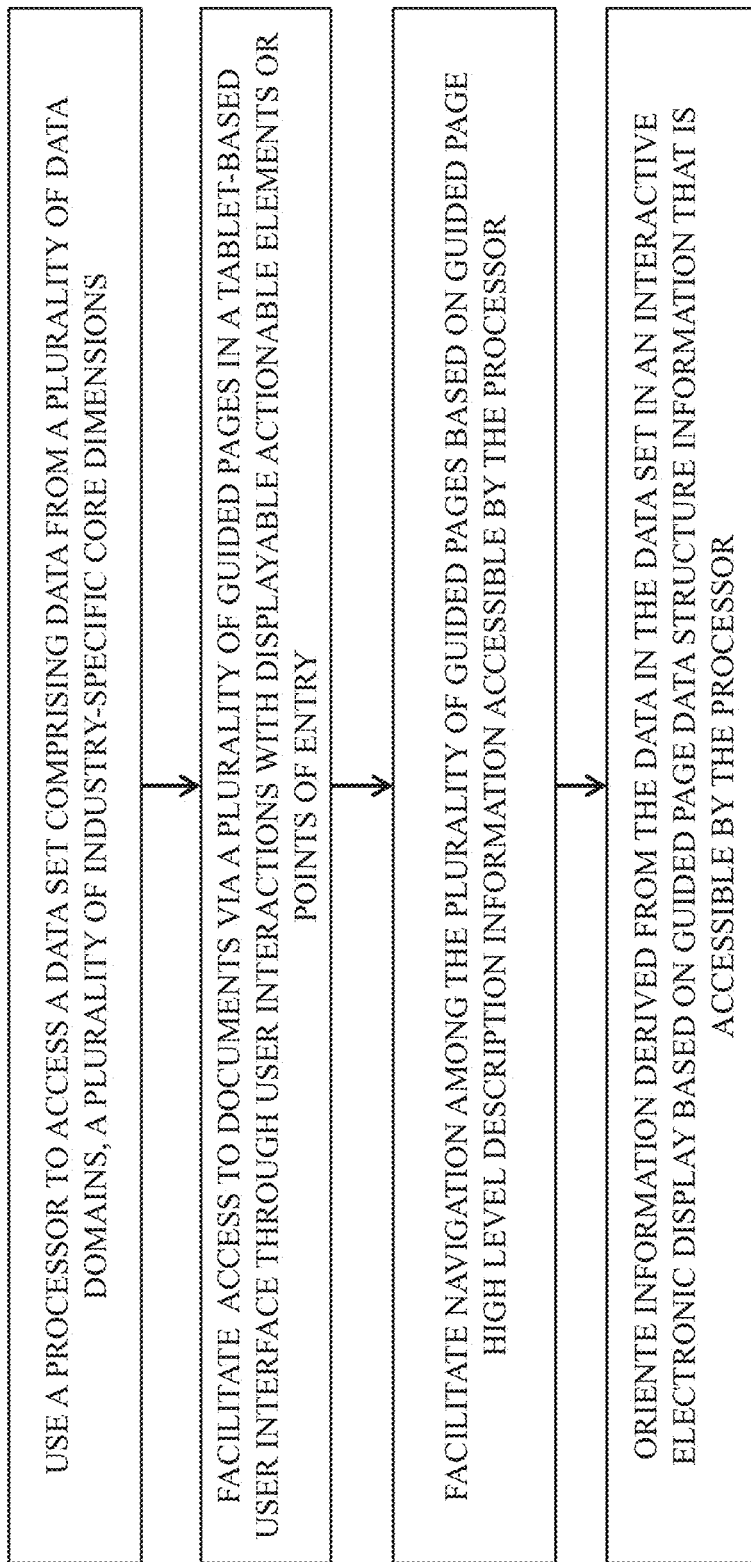 USE A PROCESSOR TO ACCESS A DATA SET COMPRISING DATA FROM A PLURALITY OF DATA
DOMAINS, A PLURALITY OF INDUSTRY-SPECIFIC CORE DIMENSIONS
FACILITATE ACCESS TO DOCUMENTS VIA A PLURALITY OF GUIDED PAGES IN A TABLET-BASED
USER INTERFACE THROUGH USER INTERACTIONS WITH DISPLAYABLE ACTIONABLE ELEMENTS OR
POINTS OF ENTRY
FACILITATE NAVIGATION AMONG THE PLURALITY OF GUIDED PAGES BASED ON GUIDED PAGE
HIGH LEVEL DESCRIPTION INFORMATION ACCESSIBLE BY THE PROCESSOR
ORIENTE INFORMATION DERIVED FROM THE DATA IN THE DATA SET IN AN INTERACTIVE
ELECTRONIC DISPLAY BASED ON GUIDED PAGE DATA STRUCTURE INFORMATION THAT IS
ACCESSIBLE BY THE PROCESSOR